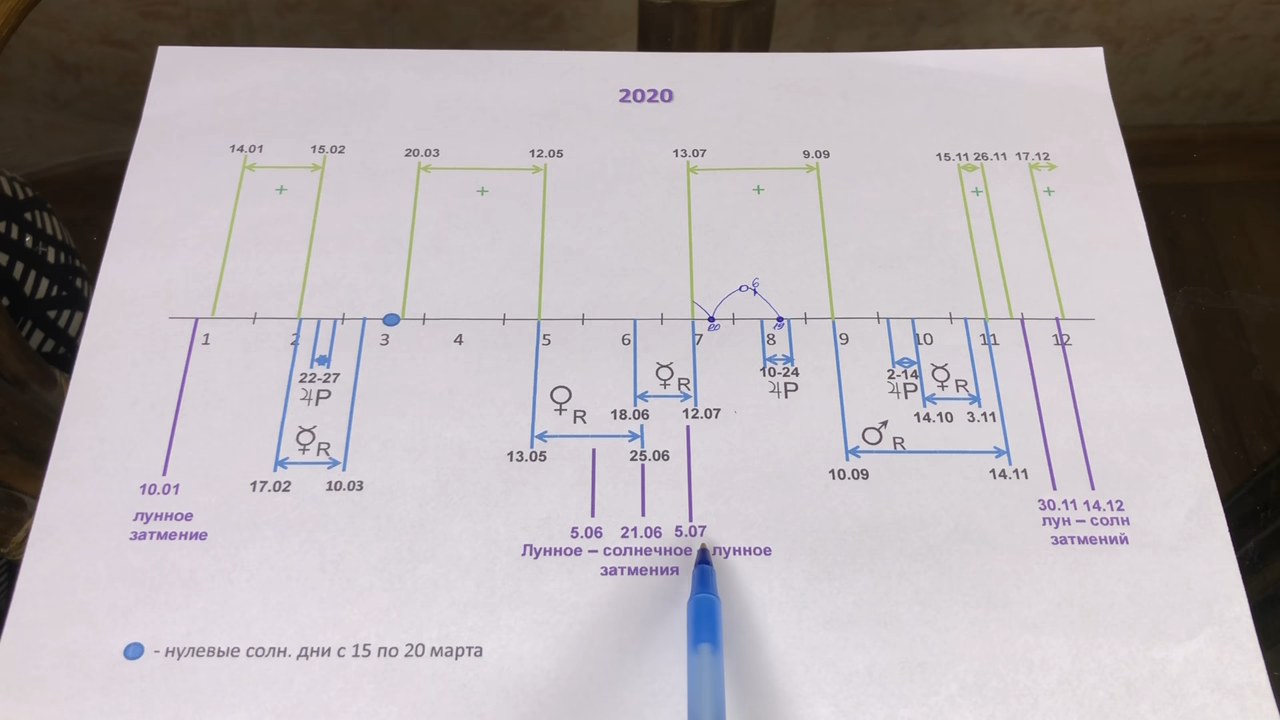 2020
14.01 15.02 20.03 12.05 13.07 9.09 15.11 26.11 17.12
+ + + + +
6
20 19
1 2 3 4 5 6 7 8 9 10 11 12
22-27 10-24 2-14
♃P ☿R ♃P ♃P ☿R
♀R 18.06 12.07 14.10 3.11
☿R ♂R
13.05 25.06 10.09 14.11
10.01 17.02 10.03
30.11 14.12
лунное
затмение
лун – солн
затмений
5.06 21.06 5.07
Лунное – солнечное лунное
затмения
- нулевые солн. дни с 15 по 20 марта